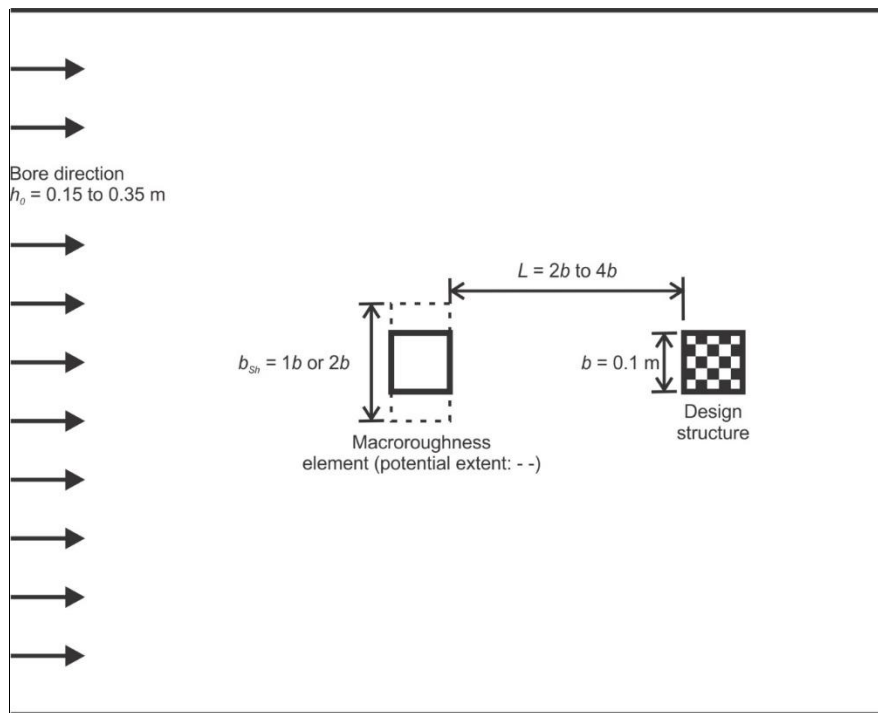 Bore direction
h₀ = 0.15 to 0.35 m
L = 2b to 4b
b_Sh = 1b or 2b
b = 0.1 m
Design
structure
Macroroughness
element (potential extent: - -)